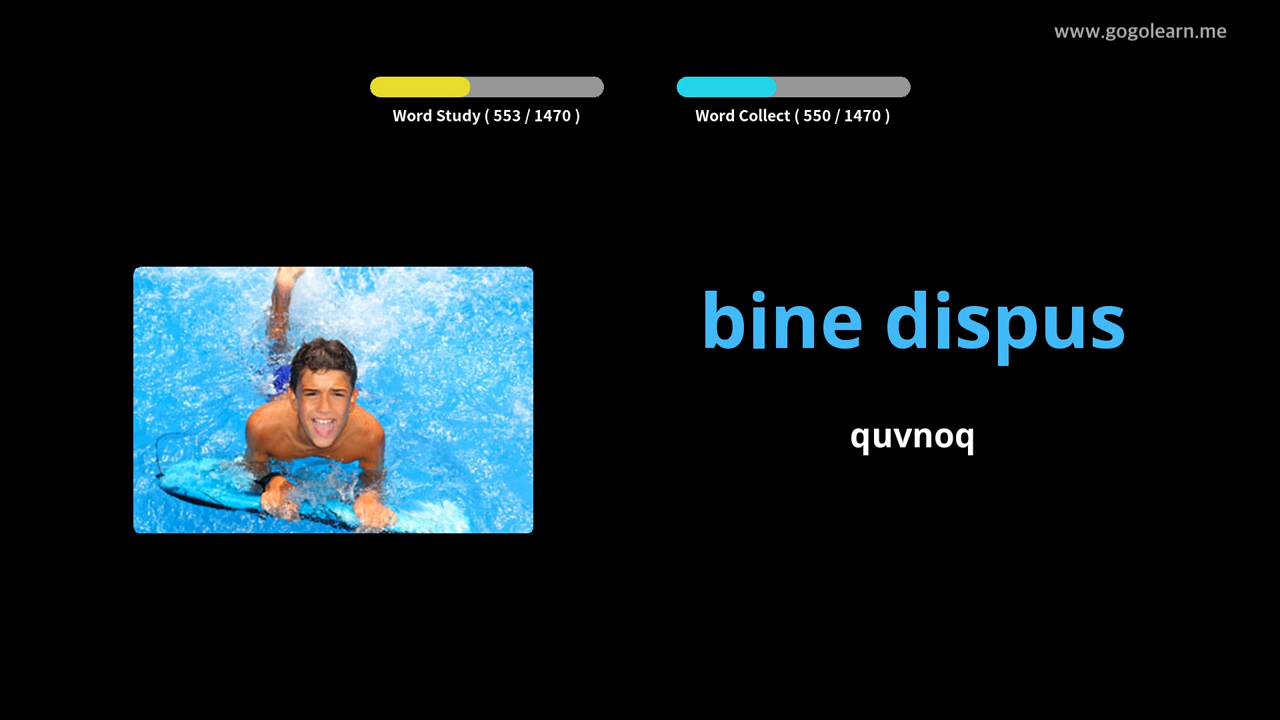 www.gogolearn.me
Word Study ( 553 / 1470 )
Word Collect ( 550 / 1470 )
bine dispus
quvnoq